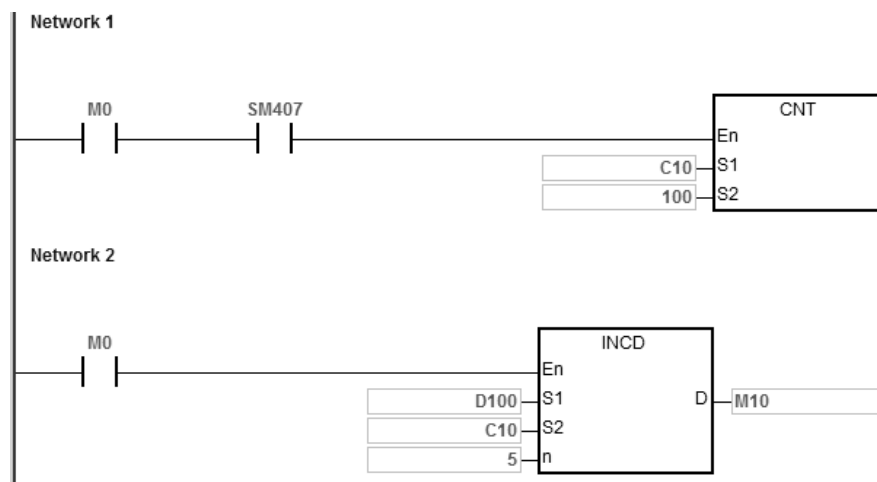 Network 1
M0 SM407
CNT
En
C10 S1
100 S2
Network 2
M0
INCD
En
D100 S1 D M10
C10 S2
5 n